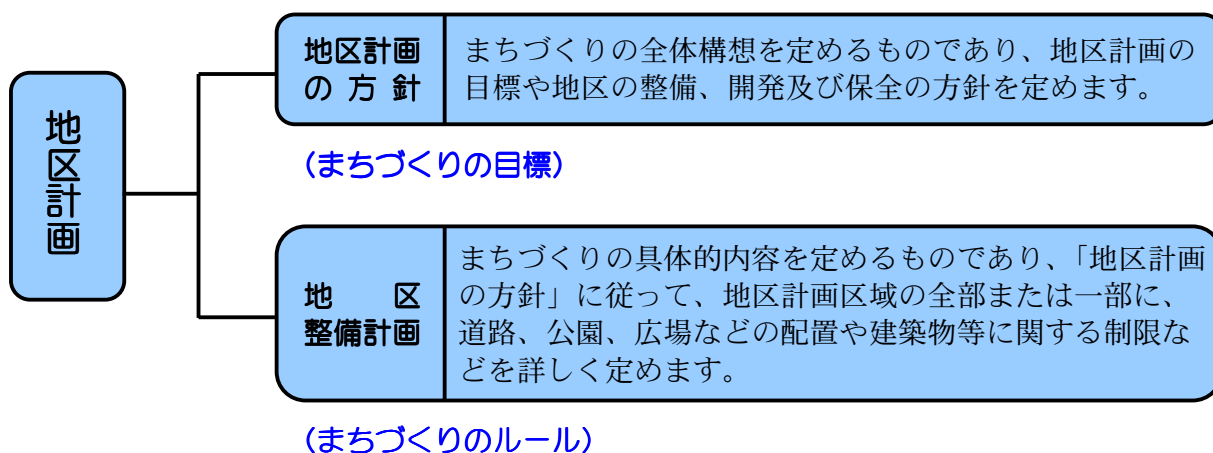 地区計画
地区計画
の方針
まちづくりの全体構想を定めるものであり、地区計画の
目標や地区の整備、開発及び保全の方針を定めます。
(まちづくりの目標)
地区
整備計画
まちづくりの具体的内容を定めるものであり、「地区計画
の方針」に従って、地区計画区域の全部または一部に、
道路、公園、広場などの配置や建築物等に関する制限な
どを詳しく定めます。
(まちづくりのルール)